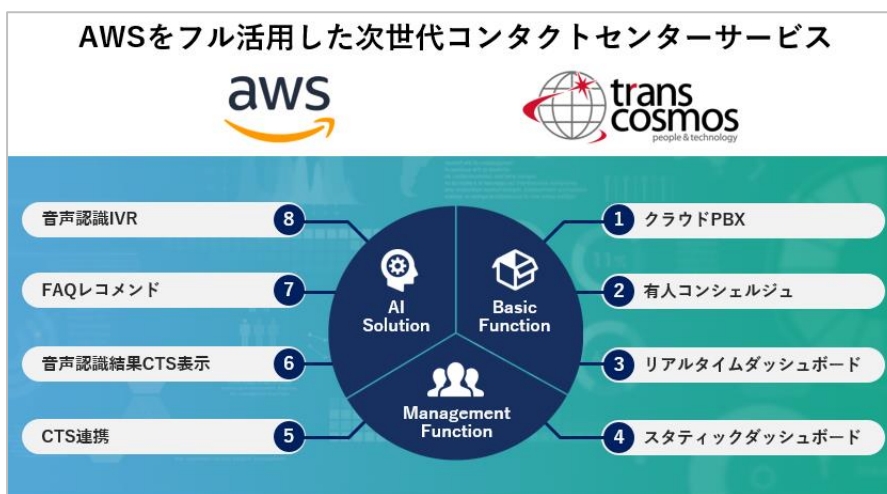 AWSをフル活用した次世代コンタクトセンターサービス
aws
trans
cosmos
people & technology
音声認識IVR
8
FAQレコメンド
7
音声認識結果CTS表示
6
CTS連携
5
AI
Solution
Basic
Function
Management
Function
1
クラウドPBX
2
有人コンシェルジュ
3
リアルタイムダッシュボード
4
スタティックダッシュボード